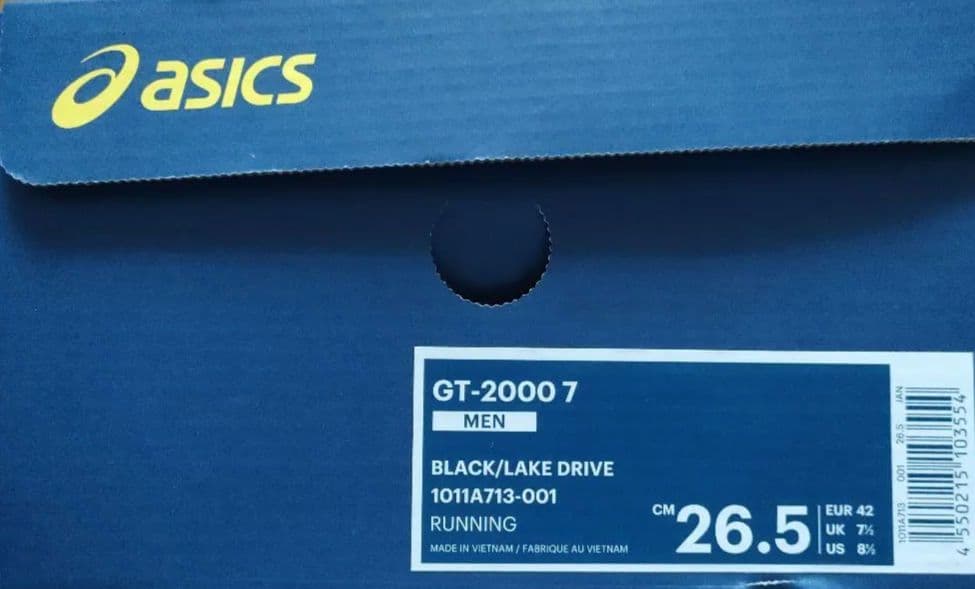 asics
GT-2000 7
MEN
BLACK/LAKE DRIVE
1011A713-001
RUNNING
MADE IN VIETNAM / FABRIQUE AU VIETNAM
CM 26.5
EUR 42
UK 7½
US 8½
1011A713 001 26.5 JAN
4 550215 103554